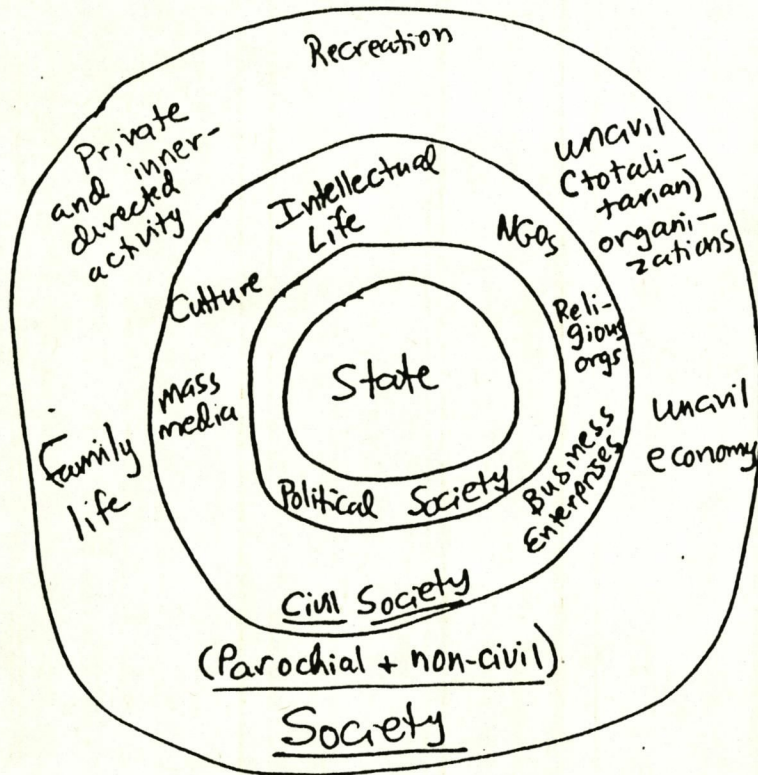 Recreation
Private
and inner-
directed
activity
uncivil
(totali-
tarian)
organi-
zations
Intellectual
Life
NGOs
Culture
Reli-
gious
orgs
mass
media
State
Family
life
uncivil
economy
Business
Enterprises
Political Society
Civil Society
(Parochial + non-civil)
Society